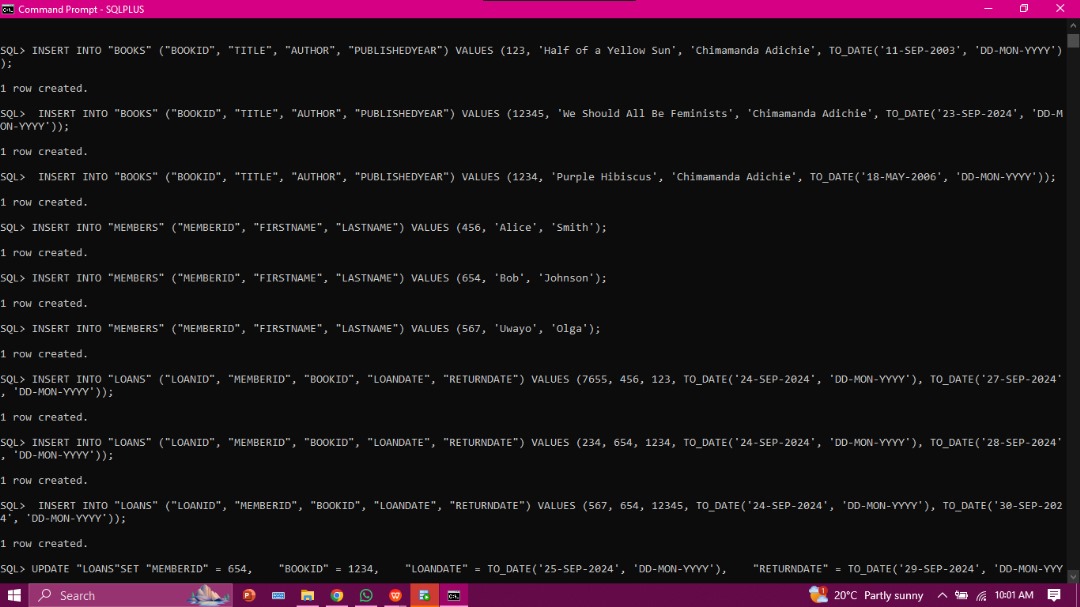 Command Prompt - SQLPLUS
SQL> INSERT INTO "BOOKS" ("BOOKID", "TITLE", "AUTHOR", "PUBLISHEDYEAR") VALUES (123, 'Half of a Yellow Sun', 'Chimamanda Adichie', TO_DATE('11-SEP-2003', 'DD-MON-YYYY')
);
1 row created.
SQL>  INSERT INTO "BOOKS" ("BOOKID", "TITLE", "AUTHOR", "PUBLISHEDYEAR") VALUES (12345, 'We Should All Be Feminists', 'Chimamanda Adichie', TO_DATE('23-SEP-2024', 'DD-M
ON-YYYY'));
1 row created.
SQL>  INSERT INTO "BOOKS" ("BOOKID", "TITLE", "AUTHOR", "PUBLISHEDYEAR") VALUES (1234, 'Purple Hibiscus', 'Chimamanda Adichie', TO_DATE('18-MAY-2006', 'DD-MON-YYYY'));
1 row created.
SQL> INSERT INTO "MEMBERS" ("MEMBERID", "FIRSTNAME", "LASTNAME") VALUES (456, 'Alice', 'Smith');
1 row created.
SQL> INSERT INTO "MEMBERS" ("MEMBERID", "FIRSTNAME", "LASTNAME") VALUES (654, 'Bob', 'Johnson');
1 row created.
SQL> INSERT INTO "MEMBERS" ("MEMBERID", "FIRSTNAME", "LASTNAME") VALUES (567, 'Uwayo', 'Olga');
1 row created.
SQL> INSERT INTO "LOANS" ("LOANID", "MEMBERID", "BOOKID", "LOANDATE", "RETURNDATE") VALUES (7655, 456, 123, TO_DATE('24-SEP-2024', 'DD-MON-YYYY'), TO_DATE('27-SEP-2024'
, 'DD-MON-YYYY'));
1 row created.
SQL> INSERT INTO "LOANS" ("LOANID", "MEMBERID", "BOOKID", "LOANDATE", "RETURNDATE") VALUES (234, 654, 1234, TO_DATE('24-SEP-2024', 'DD-MON-YYYY'), TO_DATE('28-SEP-2024'
, 'DD-MON-YYYY'));
1 row created.
SQL>  INSERT INTO "LOANS" ("LOANID", "MEMBERID", "BOOKID", "LOANDATE", "RETURNDATE") VALUES (567, 654, 12345, TO_DATE('24-SEP-2024', 'DD-MON-YYYY'), TO_DATE('30-SEP-202
4', 'DD-MON-YYYY'));
1 row created.
SQL> UPDATE "LOANS"SET "MEMBERID" = 654,    "BOOKID" = 1234,    "LOANDATE" = TO_DATE('25-SEP-2024', 'DD-MON-YYYY'),    "RETURNDATE" = TO_DATE('29-SEP-2024', 'DD-MON-YYY
Search
20°C Partly sunny
10:01 AM